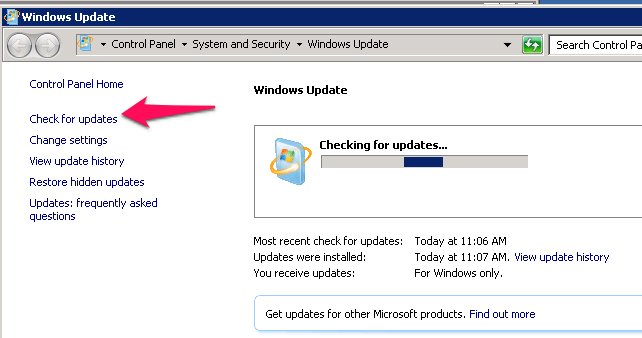 Windows Update
Control Panel
System and Security
Windows Update
Search Control Pa
Control Panel Home
Check for updates
Change settings
View update history
Restore hidden updates
Updates: frequently asked
questions
Windows Update
Checking for updates...
Most recent check for updates: Today at 11:06 AM
Updates were installed: Today at 11:07 AM. View update history
You receive updates: For Windows only.
Get updates for other Microsoft products. Find out more